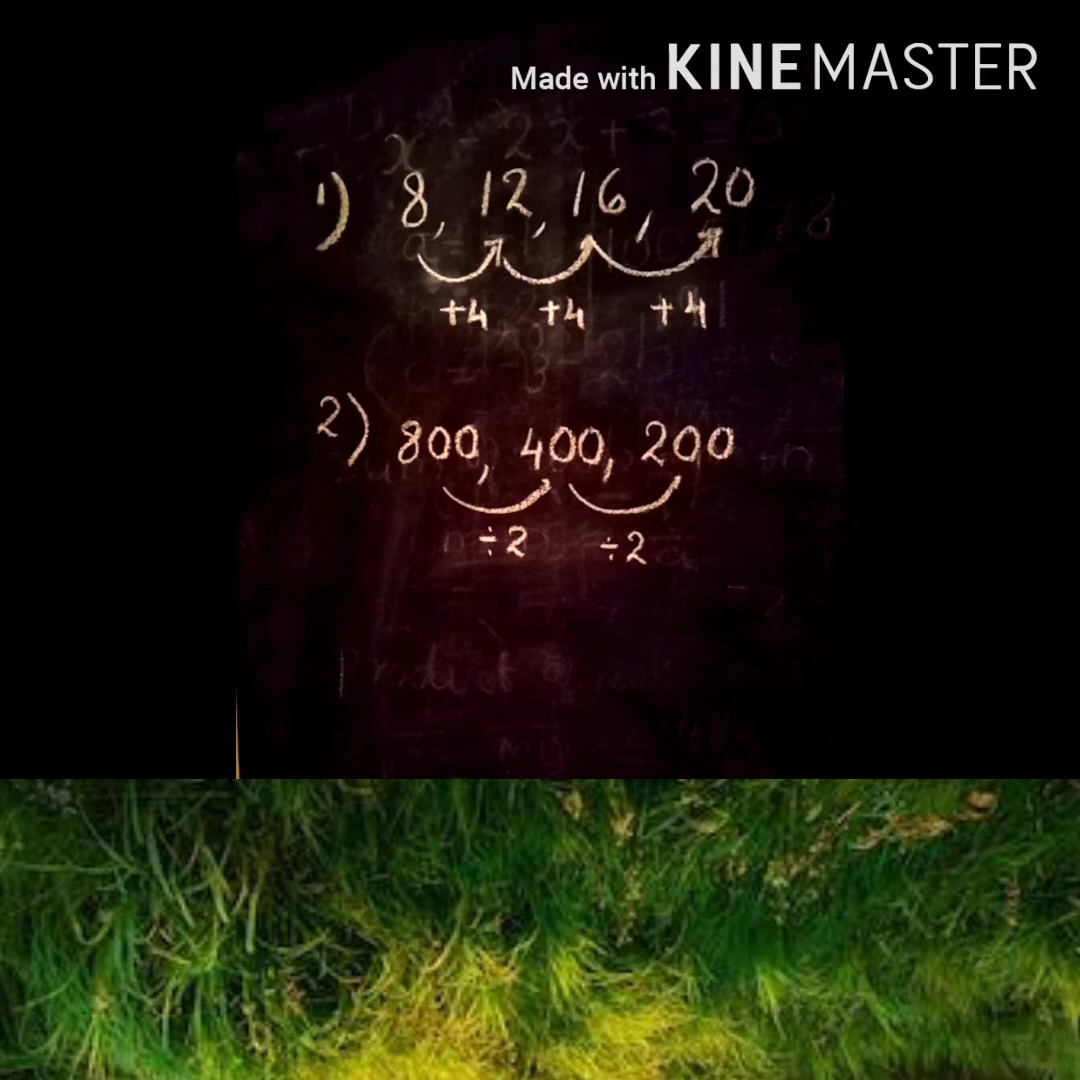 Made with KINEMASTER
1) 8, 12, 16, 20
+4 +4 +4
2) 800, 400, 200
÷2 ÷2